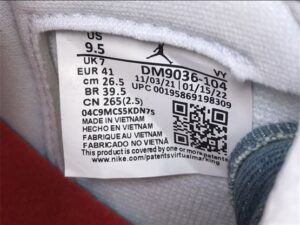 US
9.5
VY
UK 7
EUR 41
cm 26.5
BR 39.5
CN 265(2.5)
DM9036-104
11/03/21 01/15/22
UPC 00195869198309
04C9MC55KDN75
MADE IN VIETNAM
HECHO EN VIETNAM
FABRIQUÉ AU VIETNAM
FABRICADO NO VIETNÃ
This product is covered by one or more
www.nike.com/patentsvirtualmarking